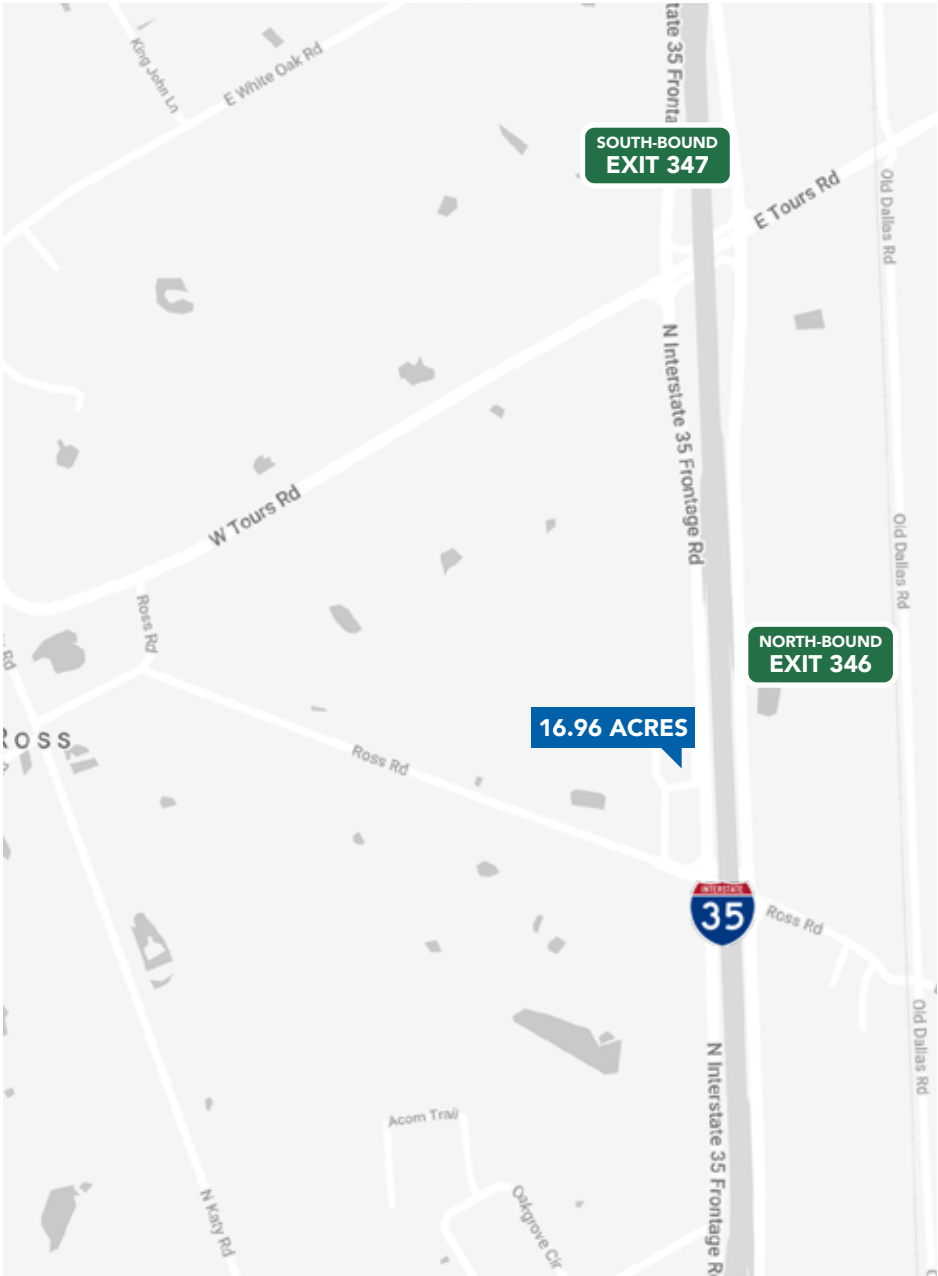 King John Ln
E White Oak Rd
tate 35 Fronta
SOUTH-BOUND
EXIT 347
E Tours Rd
Old Dallas Rd
N Interstate 35 Frontage Rd
W Tours Rd
Old Dallas Rd
Ross Rd
NORTH-BOUND
EXIT 346
Rd
16.96 ACRES
ROSS
Ross Rd
INTERSTATE
35
Ross Rd
Old Dallas Rd
N Interstate 35 Frontage R
Acorn Trail
N Katy Rd
Oakgrove Cir